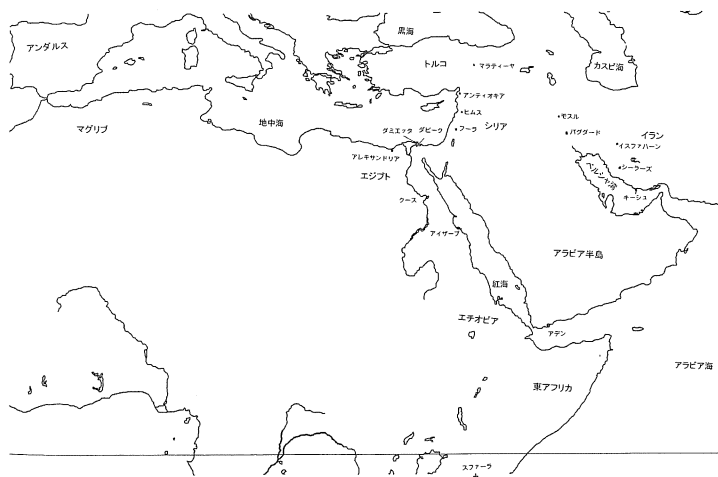 黒海
アンダルス
トルコ
マラティーヤ
カスピ海
アンティオキア
ヒムス
モスル
地中海
ダミエッタ
ダビーク
フーラ
シリア
マグリブ
バグダード
イラン
イスファハーン
アレキサンドリア
シーラーズ
エジプト
ペルシャ湾
クース
キーシュ
アイザーブ
アラビア半島
紅海
エチオピア
アデン
アラビア海
東アフリカ
スファーラ